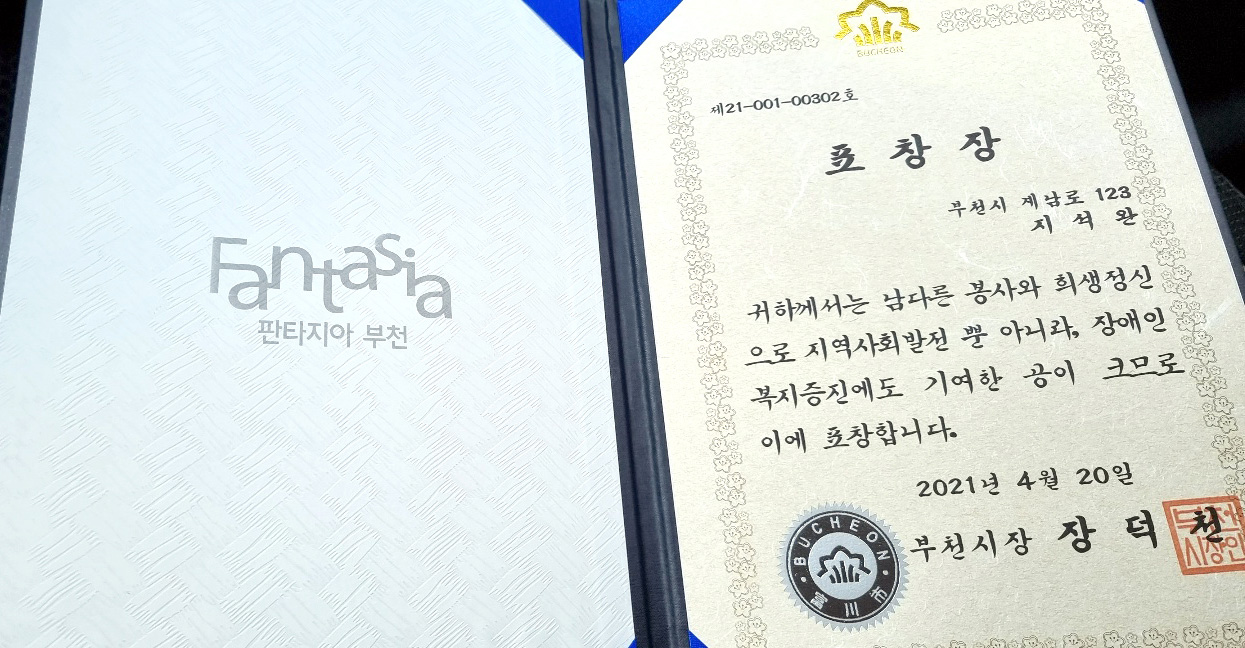 Fantasia
판타지아 부천
BUCHEON
제21-001-00302호
표 창 장
부천시 계남로 123
지 석 완
귀하께서는 남다른 봉사와 희생정신
으로 지역사회발전 뿐 아니라, 장애인
복지증진에도 기여한 공이 크므로
이에 표창합니다.
2021년 4월 20일
부천시장 장 덕 천
부천
시장인
BUCHEON
富川市